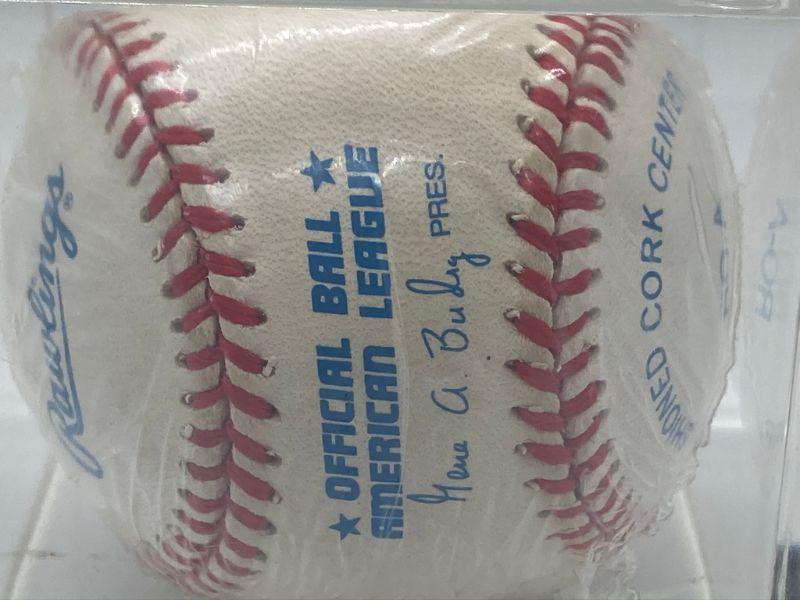 Rawlings®
★ OFFICIAL BALL ★
AMERICAN LEAGUE
Gene A. Budig PRES.
CORK CENTER